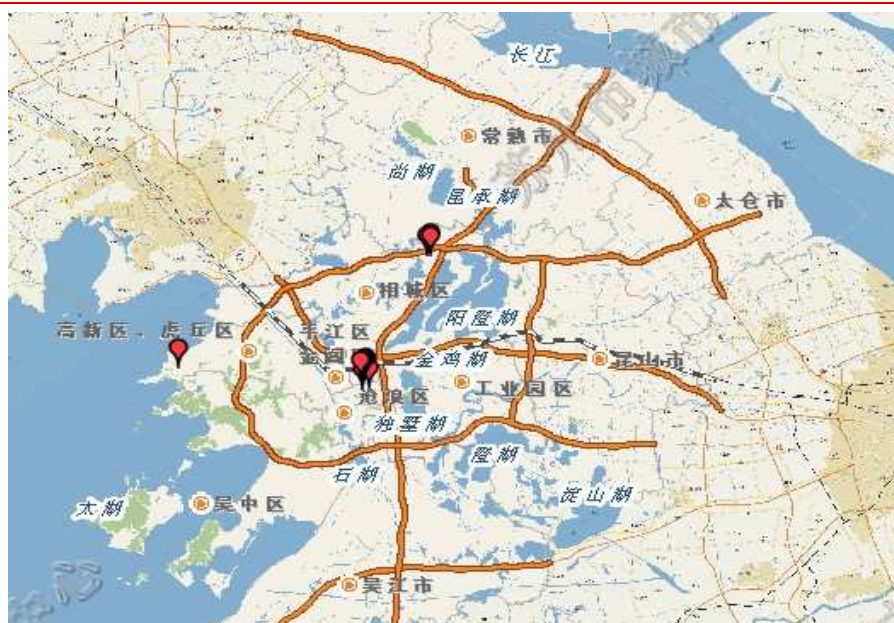 长江
常熟市
尚湖
昆承湖
太仓市
相城区
阳澄湖
高新区、虎丘区
平江区
金阊
金鸡湖
昆山市
沧浪区
工业园区
独墅湖
澄湖
石湖
淀山湖
太湖
吴中区
吴江市